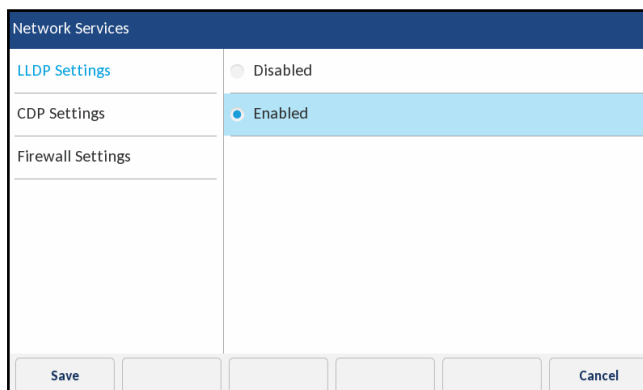 Network Services
LLDP Settings
Disabled
CDP Settings
Enabled
Firewall Settings
Save
Cancel